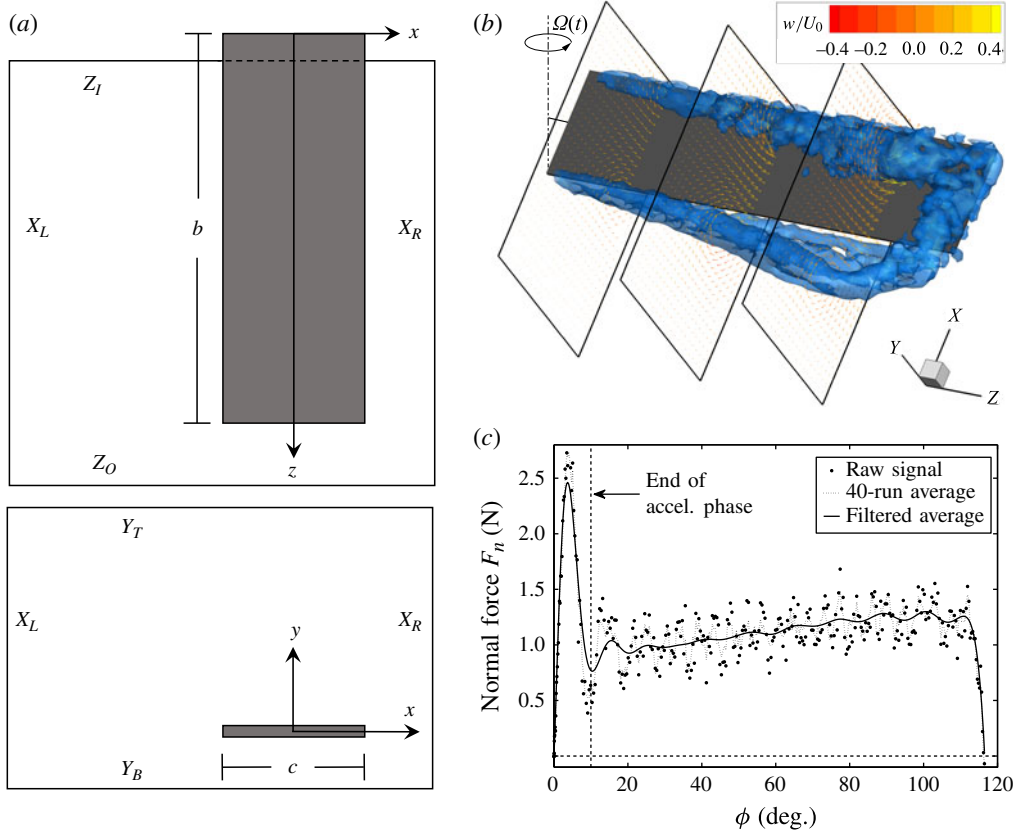 (a)
x
Z_I
b
X_L
X_R
Z_O
z
Y_T
X_L
X_R
y
x
Y_B
c
(b)
Ω(t)
w/U_0
−0.4 −0.2 0.0 0.2 0.4
X
Y
Z
(c)
Normal force F_n (N)
2.5
2.0
1.5
1.0
0.5
End of
accel. phase
Raw signal
40-run average
Filtered average
0 20 40 60 80 100 120
ϕ (deg.)